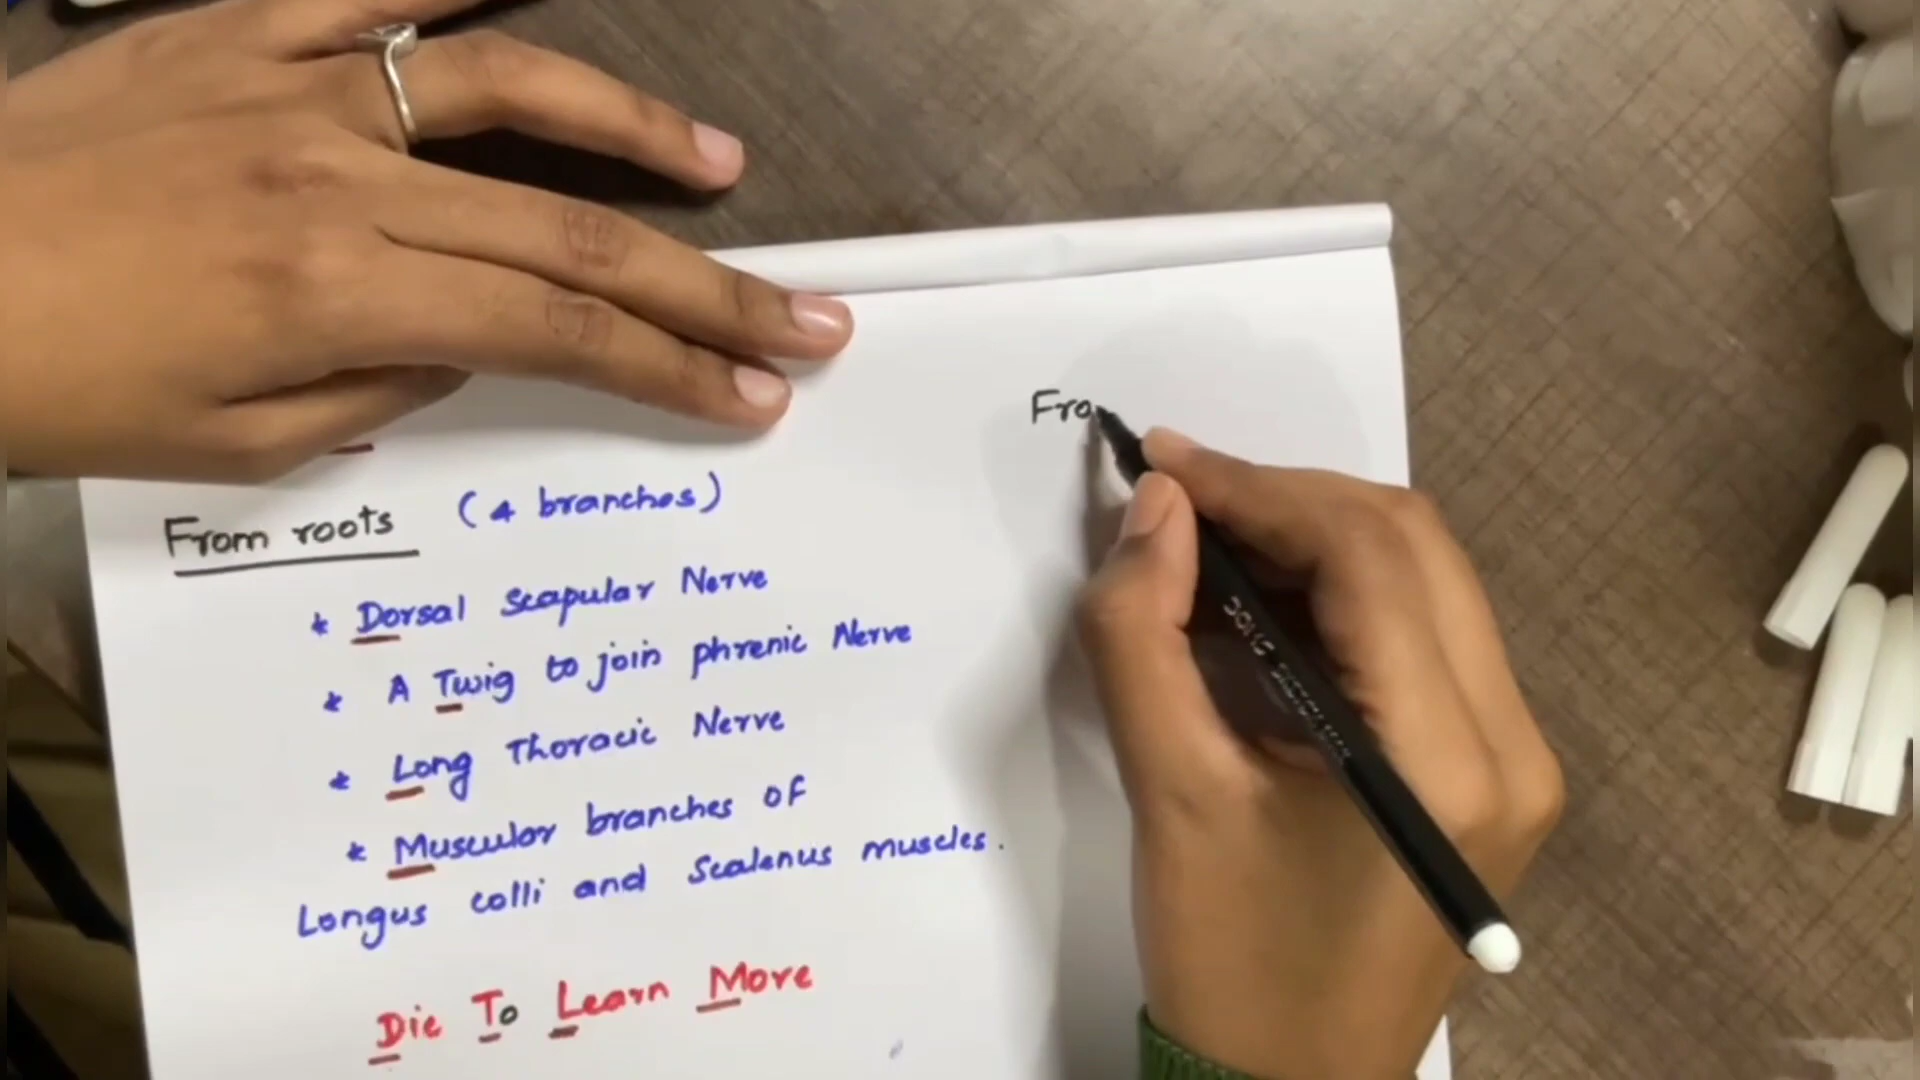 From roots (4 branches)
* Dorsal Scapular Nerve
* A Twig to join phrenic Nerve
* Long Thoracic Nerve
* Muscular branches of
Longus colli and Scalenus muscles.
Die To Learn More
Fro